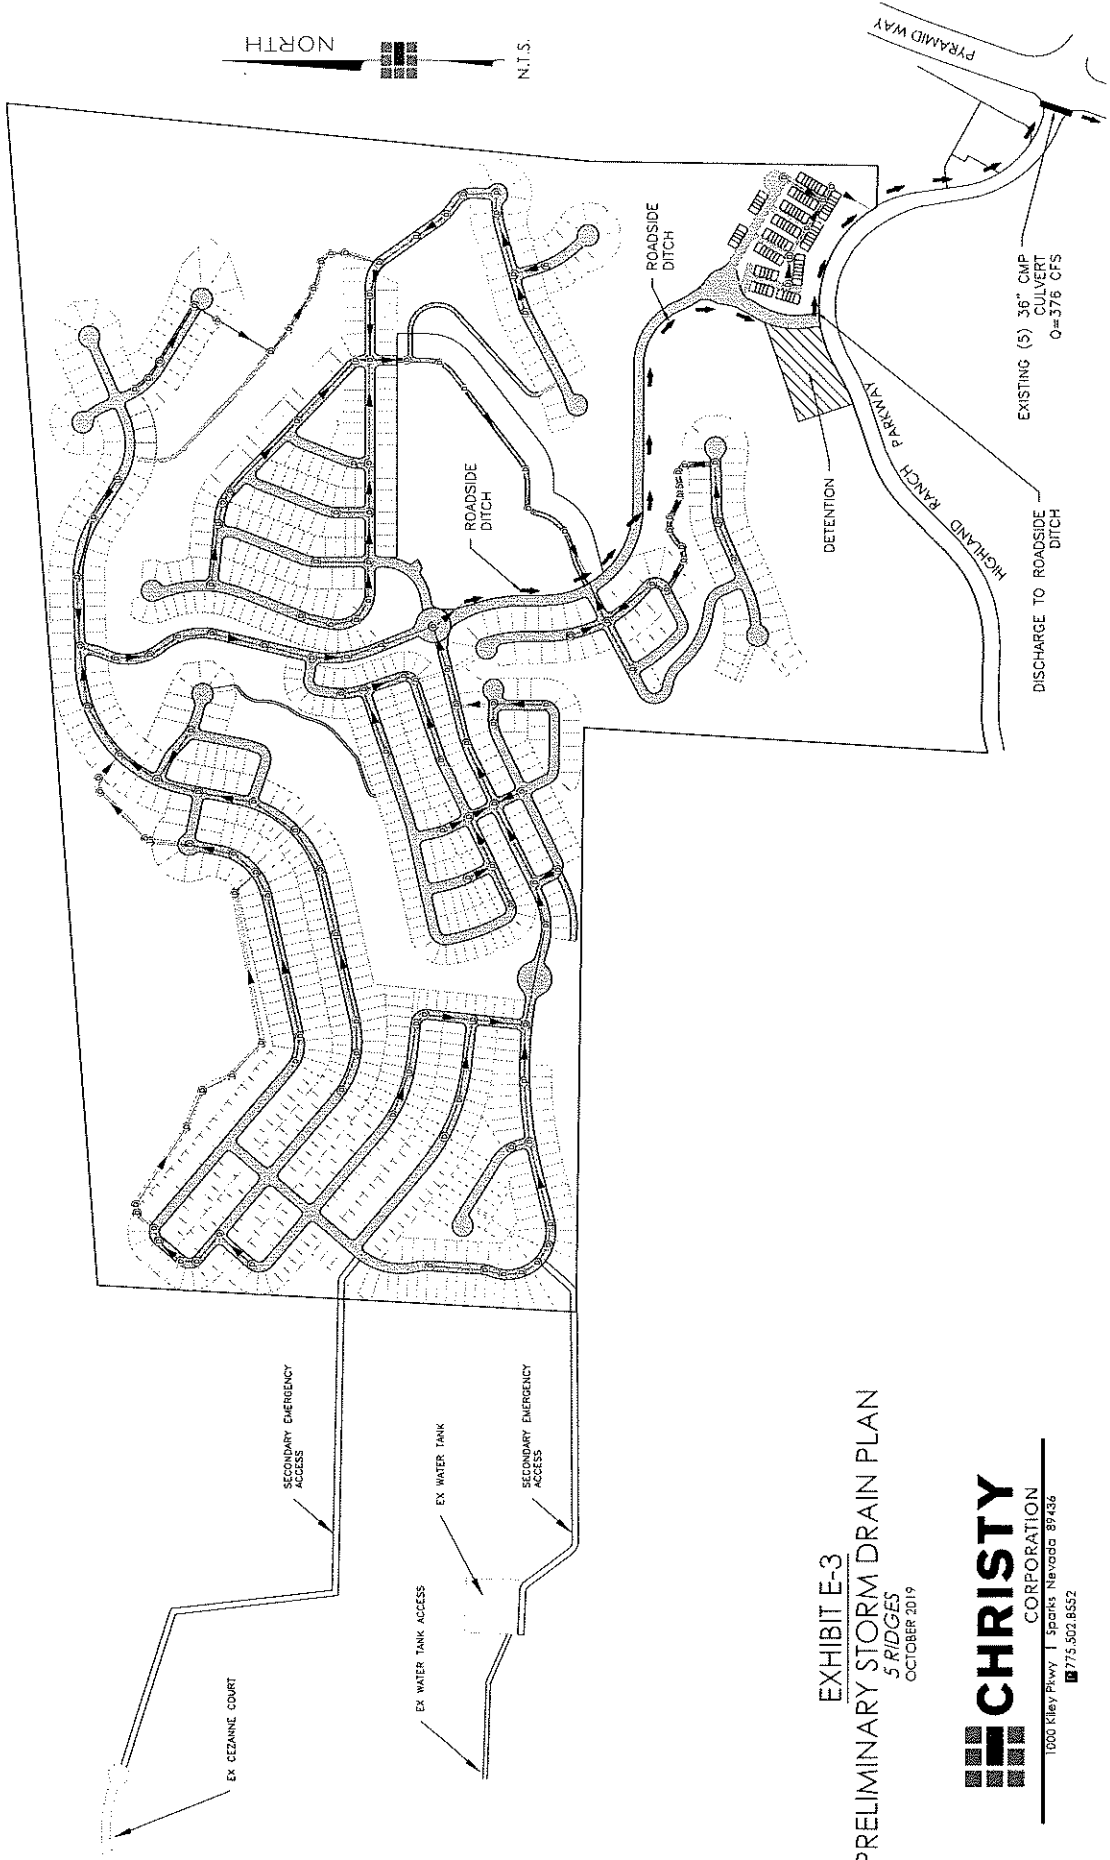 NORTH
N.T.S.
PYRAMID WAY
ROADSIDE
DITCH
EXISTING (5) 36" CMP
CULVERT
Q=376 CFS
ROADSIDE
DITCH
DETENTION
HIGHLAND RANCH PARKWAY
DISCHARGE TO ROADSIDE
DITCH
SECONDARY EMERGENCY
ACCESS
EX WATER TANK
SECONDARY EMERGENCY
ACCESS
EX WATER TANK ACCESS
EX CEZANNE COURT
EXHIBIT E-3
PRELIMINARY STORM DRAIN PLAN
5 RIDGES
OCTOBER 2019
CHRISTY
CORPORATION
1000 Kiley Pkwy | Sparks Nevada 89436
775.502.8552